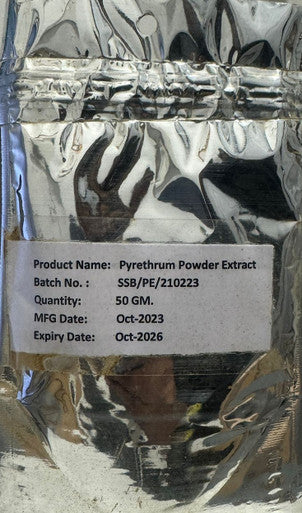 Product Name: Pyrethrum Powder Extract
Batch No. : SSB/PE/210223
Quantity: 50 GM.
MFG Date: Oct-2023
Expiry Date: Oct-2026